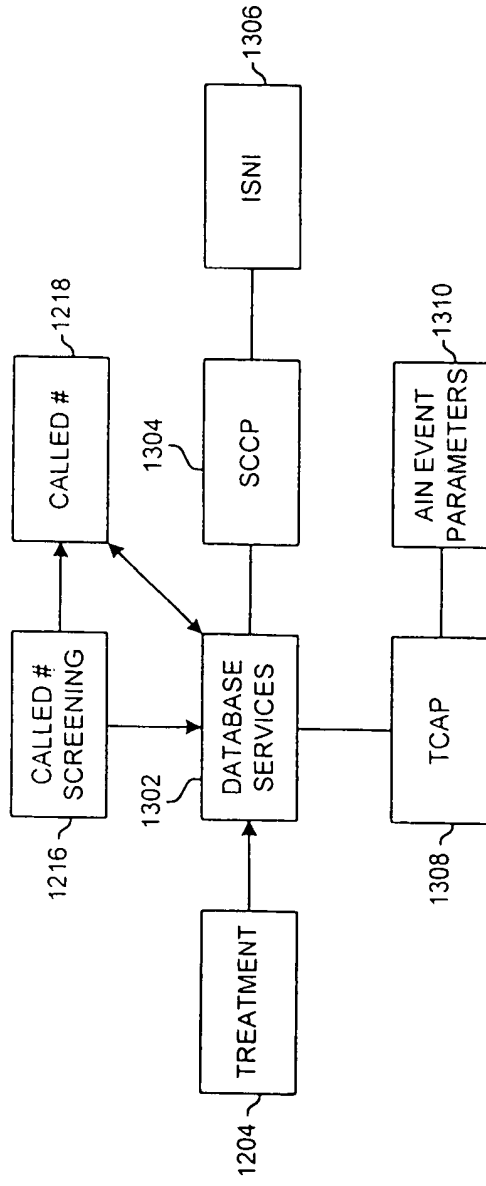 1216
CALLED #
SCREENING
CALLED #
1218
1204
TREATMENT
1302
DATABASE
SERVICES
1304
SCCP
ISNI
1306
1308
TCAP
AIN EVENT
PARAMETERS
1310